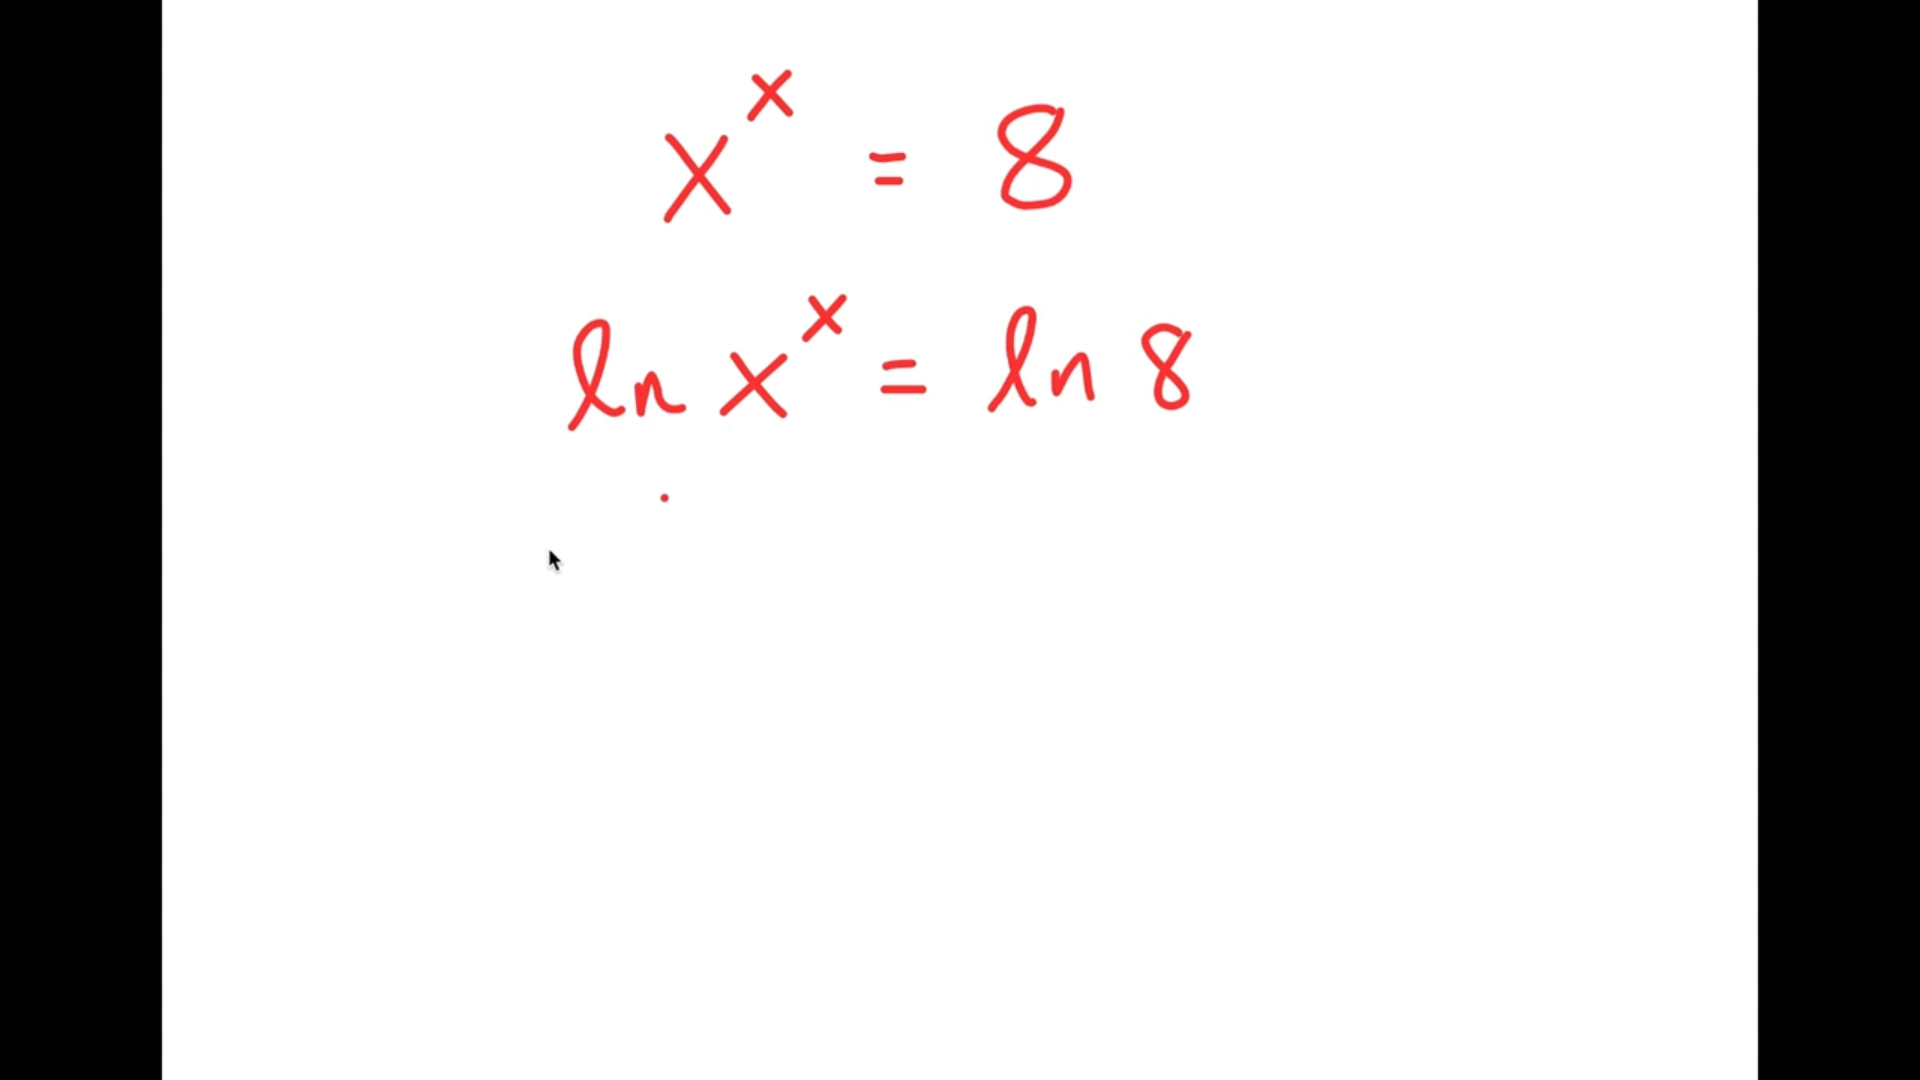 x^x = 8
ln x^x = ln 8